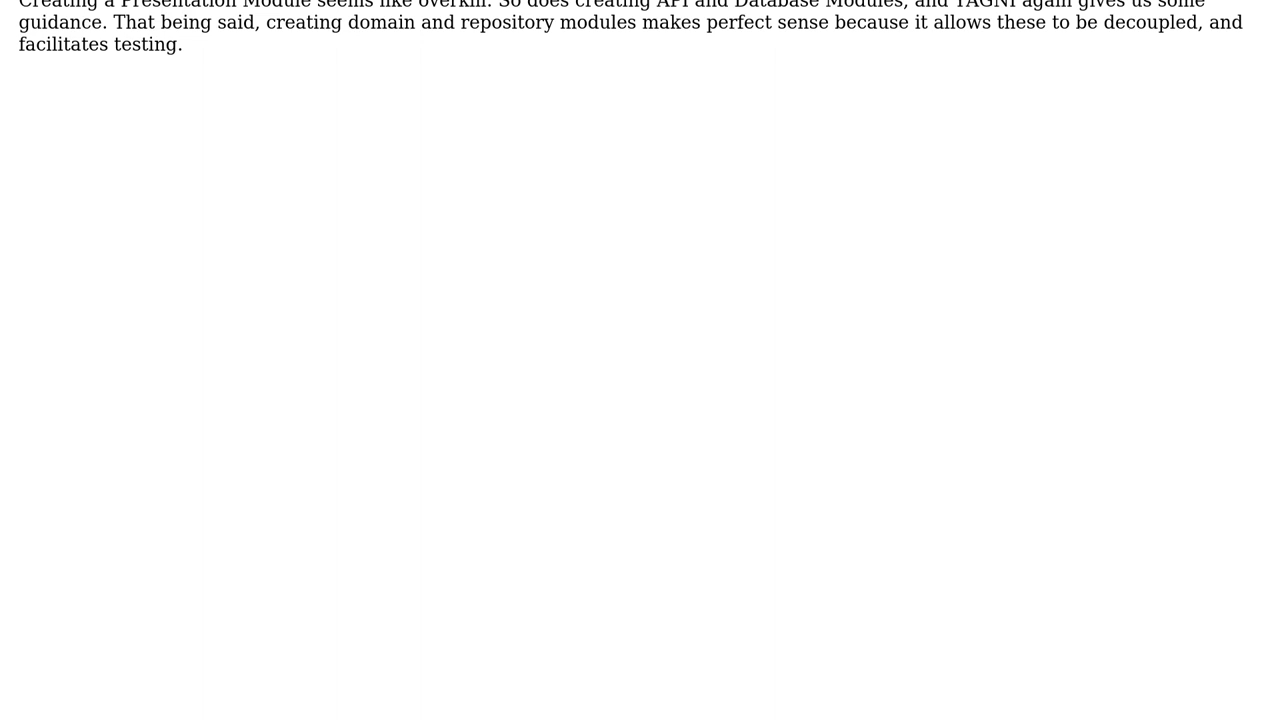 Creating a Presentation Module seems like overkill. So does creating API and Database Modules, and YAGNI again gives us some
guidance. That being said, creating domain and repository modules makes perfect sense because it allows these to be decoupled, and
facilitates testing.